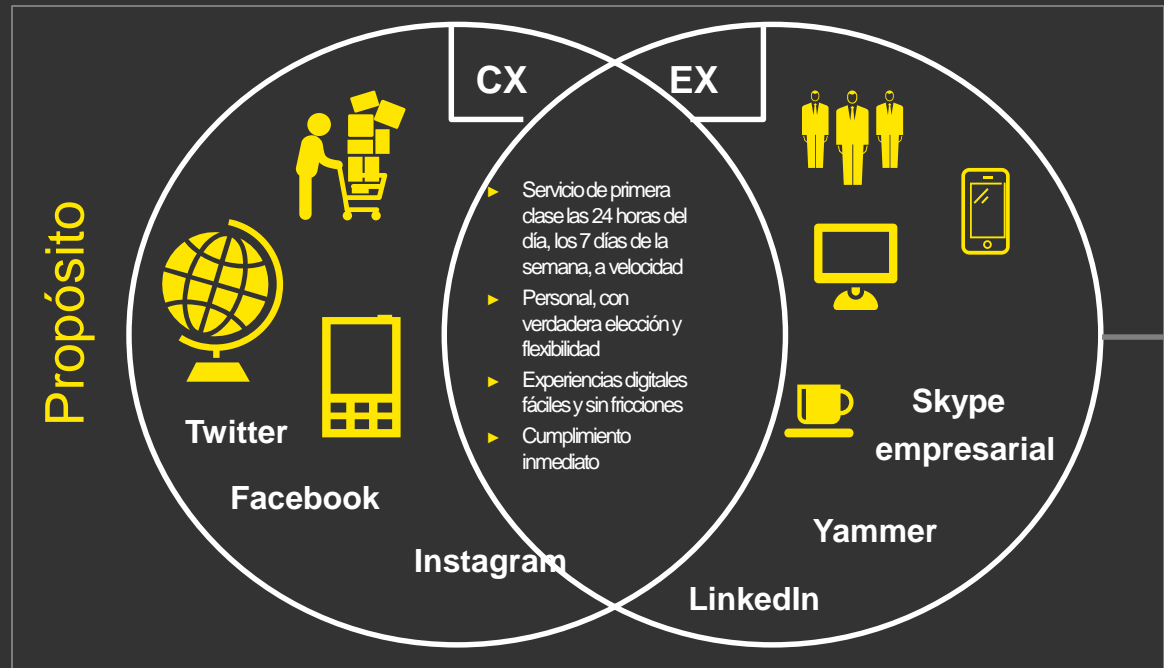 Propósito
CX
EX
► Servicio de primera
clase las 24 horas del
día, los 7 días de la
semana, a velocidad
► Personal, con
verdadera elección y
flexibilidad
► Experiencias digitales
fáciles y sin fricciones
► Cumplimiento
inmediato
Twitter
Facebook
Instagram
Skype
empresarial
Yammer
LinkedIn